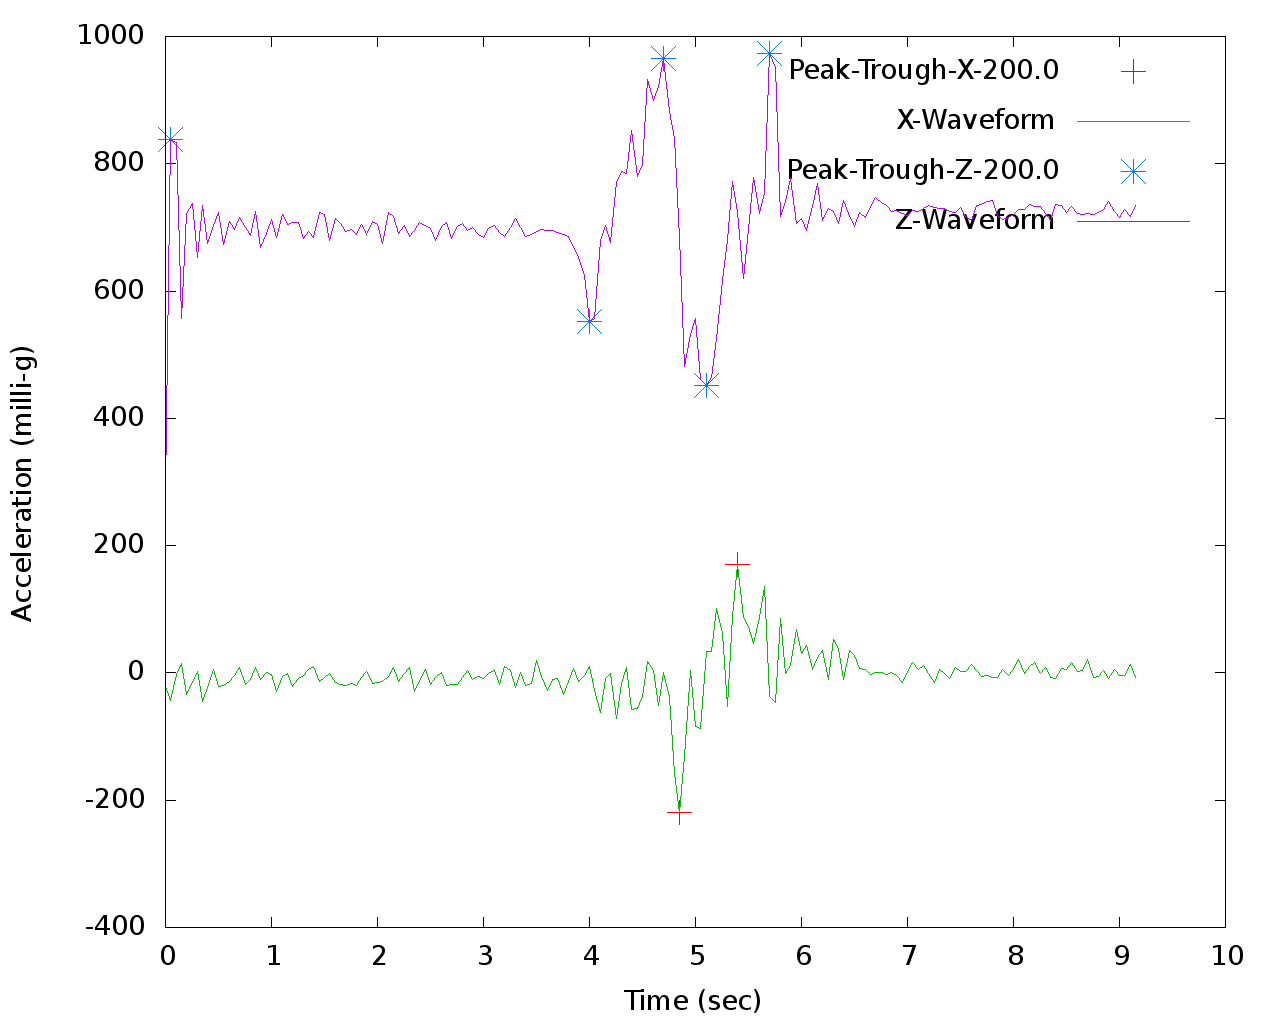 1000
800
600
400
200
0
-200
-400
Acceleration (milli-g)
Peak-Trough-X-200.0
X-Waveform
Peak-Trough-Z-200.0
Z-Waveform
0 1 2 3 4 5 6 7 8 9 10
Time (sec)